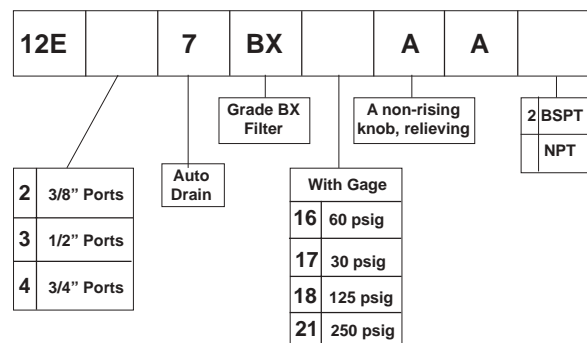 12E 7 BX A A
Grade BX
Filter
A non-rising
knob, relieving
2 BSPT
NPT
Auto
Drain
2 3/8” Ports
3 1/2” Ports
4 3/4” Ports
With Gage
16 60 psig
17 30 psig
18 125 psig
21 250 psig